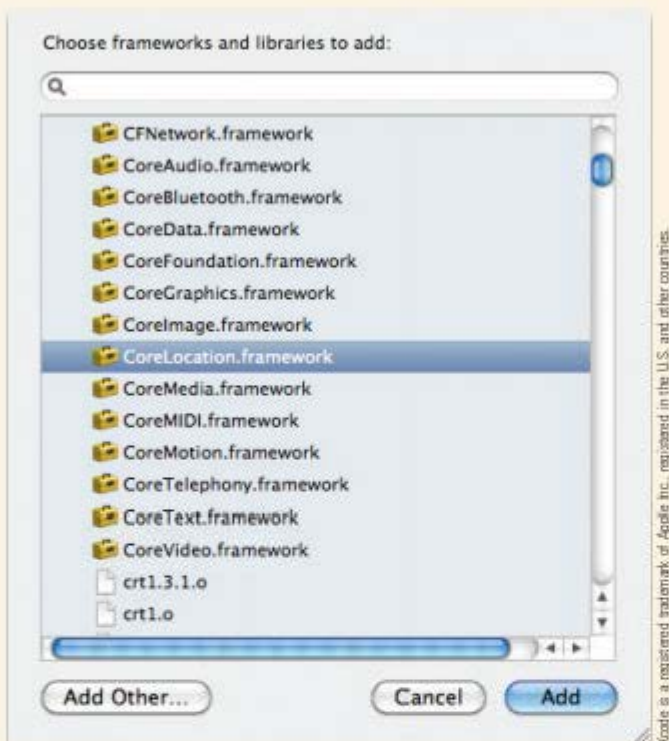 Choose frameworks and libraries to add:
CFNetwork.framework
CoreAudio.framework
CoreBluetooth.framework
CoreData.framework
CoreFoundation.framework
CoreGraphics.framework
CoreImage.framework
CoreLocation.framework
CoreMedia.framework
CoreMIDI.framework
CoreMotion.framework
CoreTelephony.framework
CoreText.framework
CoreVideo.framework
crt1.3.1.o
crt1.o
Add Other...
Cancel
Add
is a registered trademark of Apple Inc., registered in the U.S. and other countries.